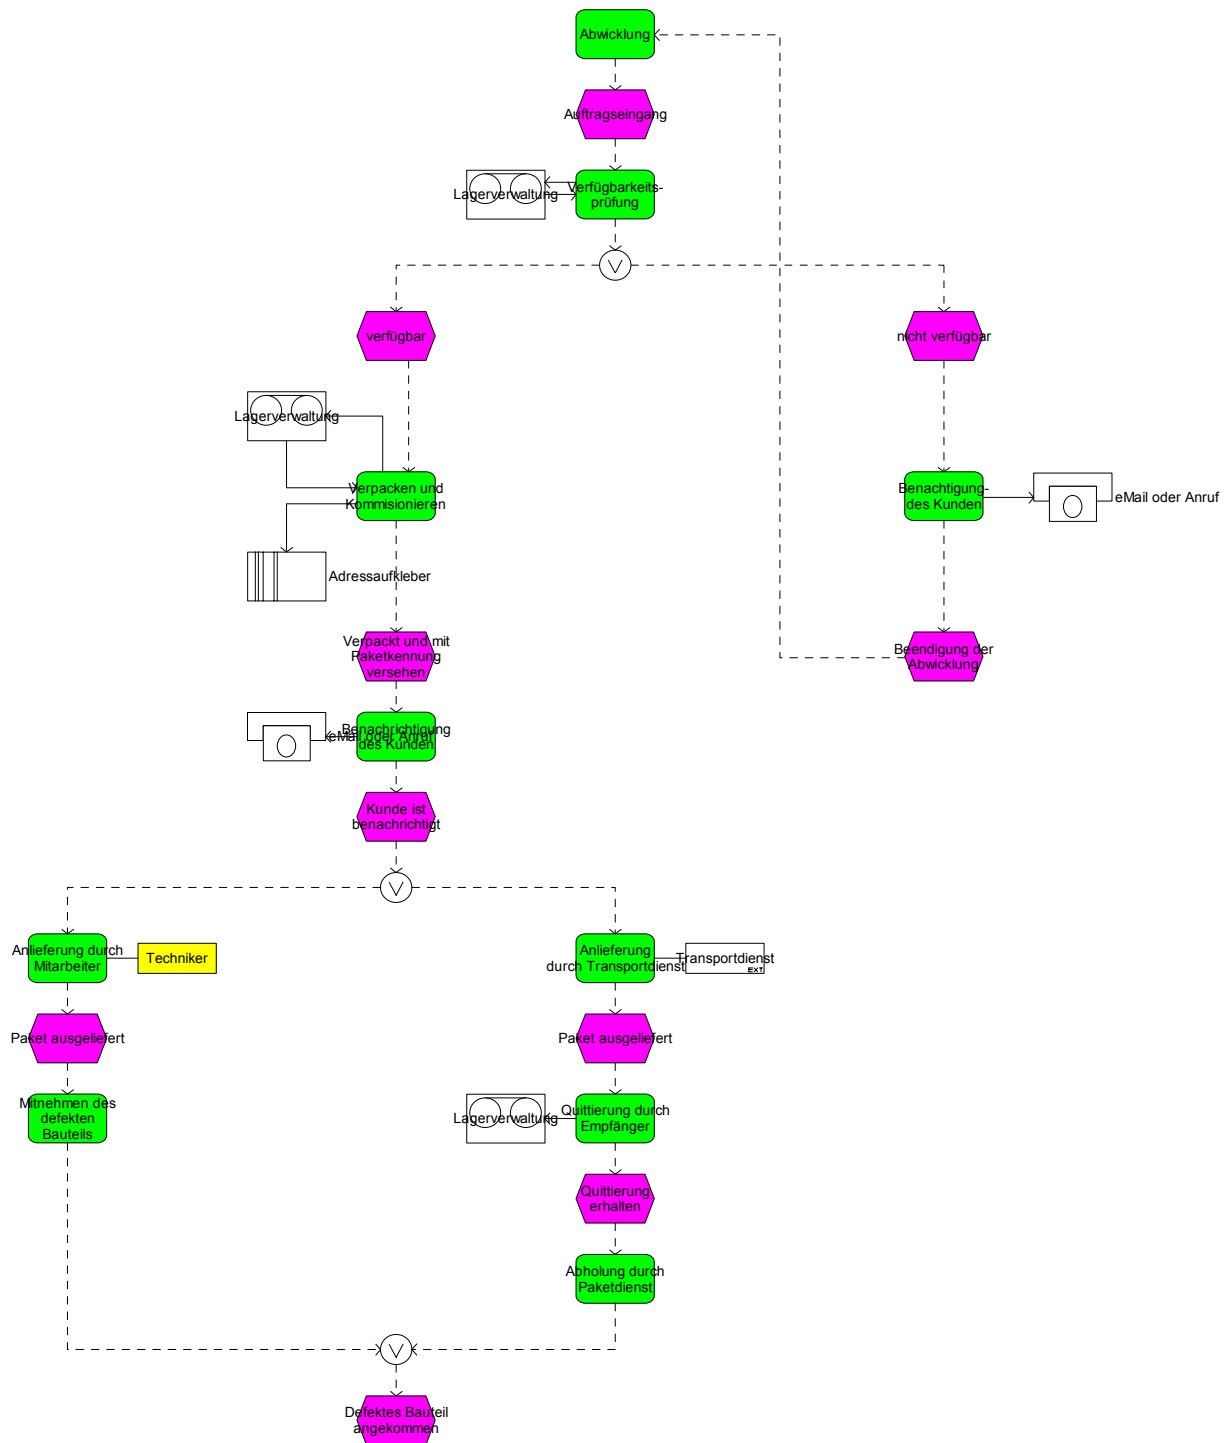 Abwicklung
Auftragseingang
Lagerverwaltung
Verfügbarkeits-
prüfung
verfügbar
nicht verfügbar
Lagerverwaltung
Verpacken und
Kommisionieren
Benachtigung-
des Kunden
eMail oder Anruf
Adressaufkleber
Verpackt und mit
Paketkennung
versehen
Beendigung der
Abwicklung
eMail oder Anruf
Benachrichtigung
des Kunden
Kunde ist
benachrichtigt
Anlieferung durch
Mitarbeiter
Techniker
Anlieferung
durch Transportdienst
Transportdienst
EXT
Paket ausgeliefert
Paket ausgeliefert
Mitnehmen des
defekten
Bauteils
Lagerverwaltung
Quittierung durch
Empfänger
Quittierung
erhalten
Abholung durch
Paketdienst
Defektes Bauteil
angekommen